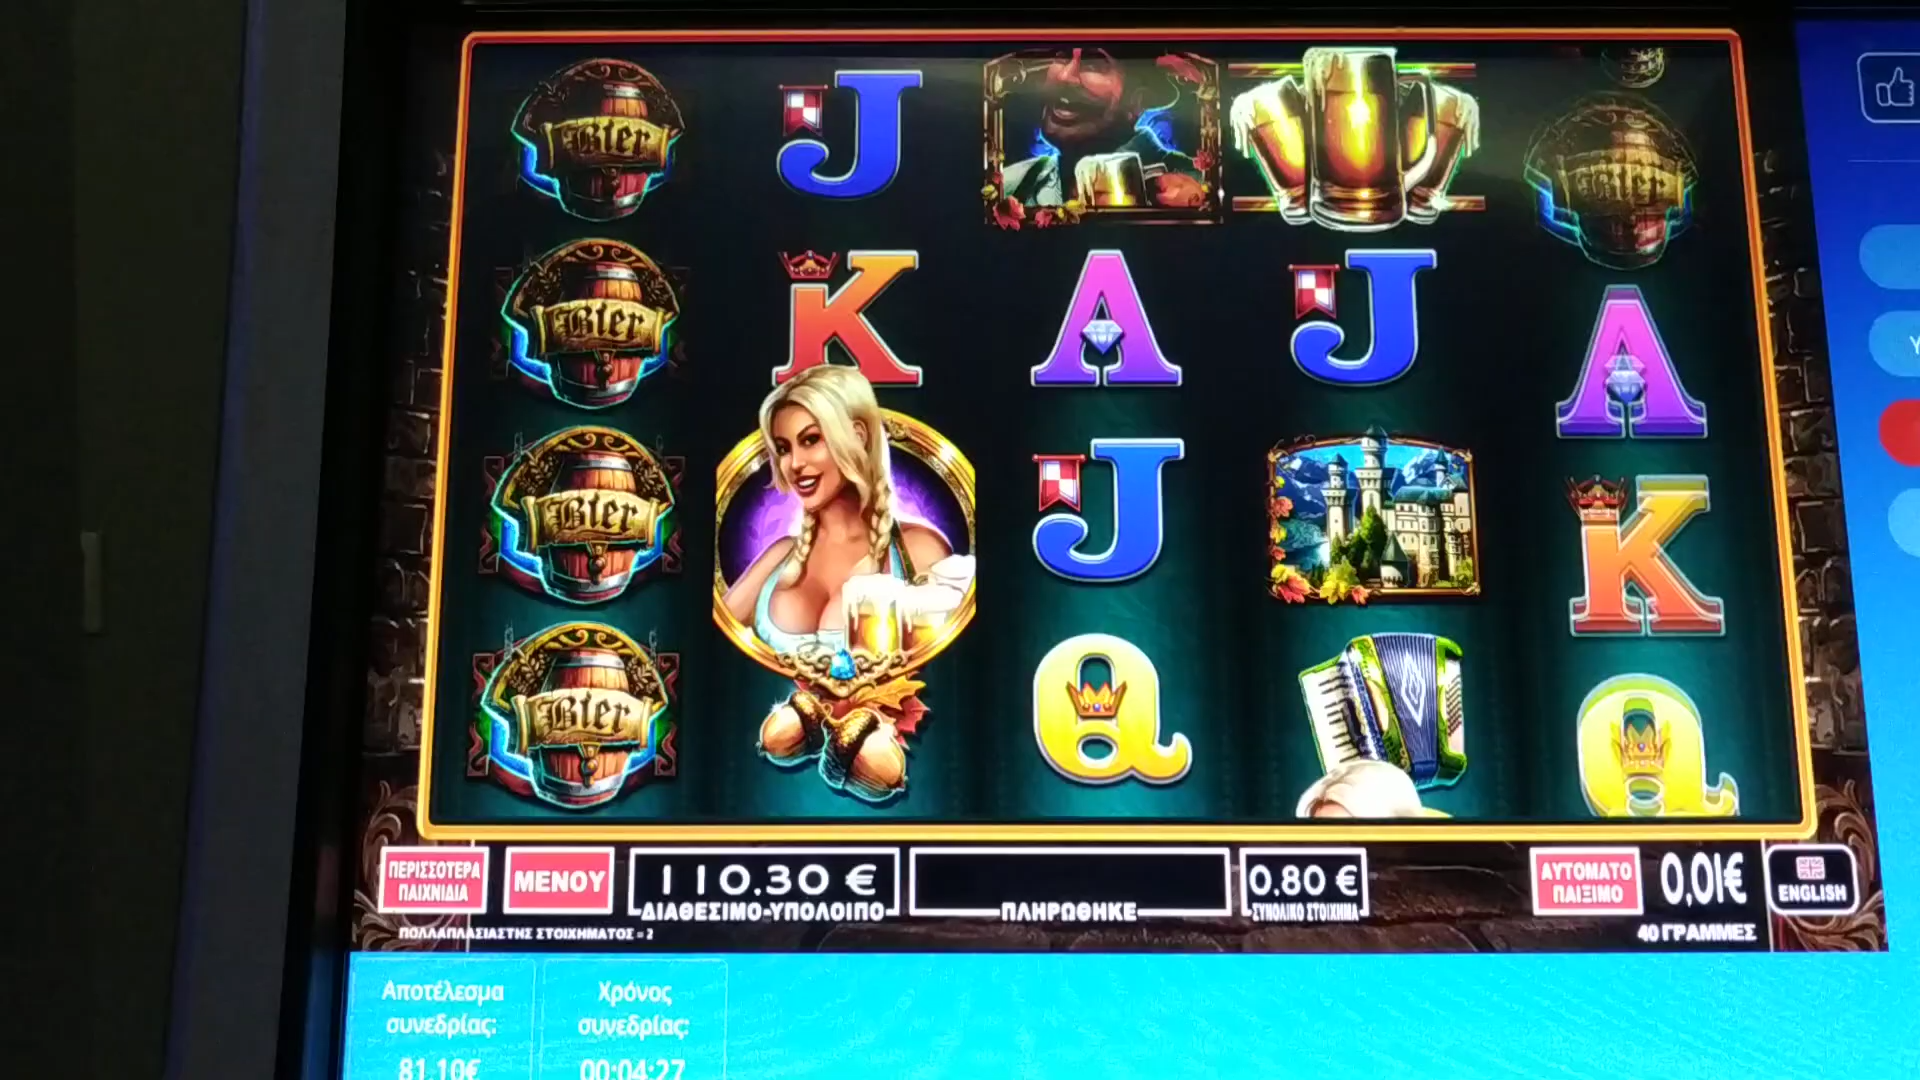 Bier
J
Bier
Bier
K
A
J
A
Bier
J
K
Bier
Q
Q
ΠΕΡΙΣΣΟΤΕΡΑ
ΠΑΙΧΝΙΔΙΑ
ΜΕΝΟΥ
110.30 €
ΔΙΑΘΕΣΙΜΟ-ΥΠΟΛΟΙΠΟ
ΠΛΗΡΩΘΗΚΕ
0.80 €
ΣΥΝΟΛΙΚΟ ΣΤΟΙΧΗΜΑ
ΑΥΤΟΜΑΤΟ
ΠΑΙΞΙΜΟ
0,01€
ENGLISH
ΠΟΛΛΑΠΛΑΣΙΑΣΤΗΣ ΣΤΟΙΧΗΜΑΤΟΣ = 2
40 ΓΡΑΜΜΕΣ
Αποτέλεσμα
συνεδρίας:
81.10€
Χρόνος
συνεδρίας:
00:04:27